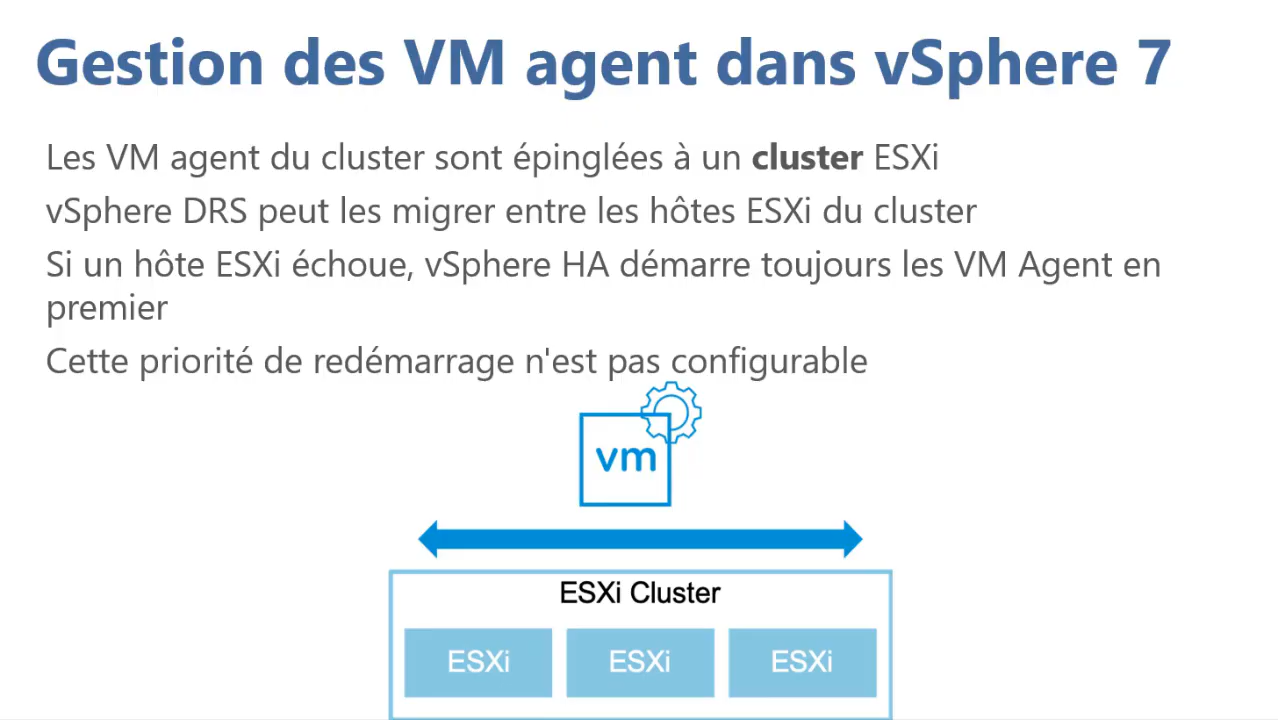 Gestion des VM agent dans vSphere 7
Les VM agent du cluster sont épinglées à un cluster ESXi
vSphere DRS peut les migrer entre les hôtes ESXi du cluster
Si un hôte ESXi échoue, vSphere HA démarre toujours les VM Agent en
premier
Cette priorité de redémarrage n'est pas configurable
vm
ESXi Cluster
ESXi ESXi ESXi